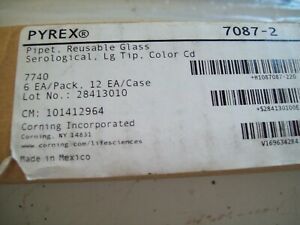 PYREX® 7087-2
Pipet, Reusable Glass
Serological, Lg Tip, Color Cd
7740
6 EA/Pack, 12 EA/Case
Lot No.: 28413010
CM: 101412964
Corning Incorporated
Corning, NY 14831
www.corning.com/lifesciences
Made in Mexico